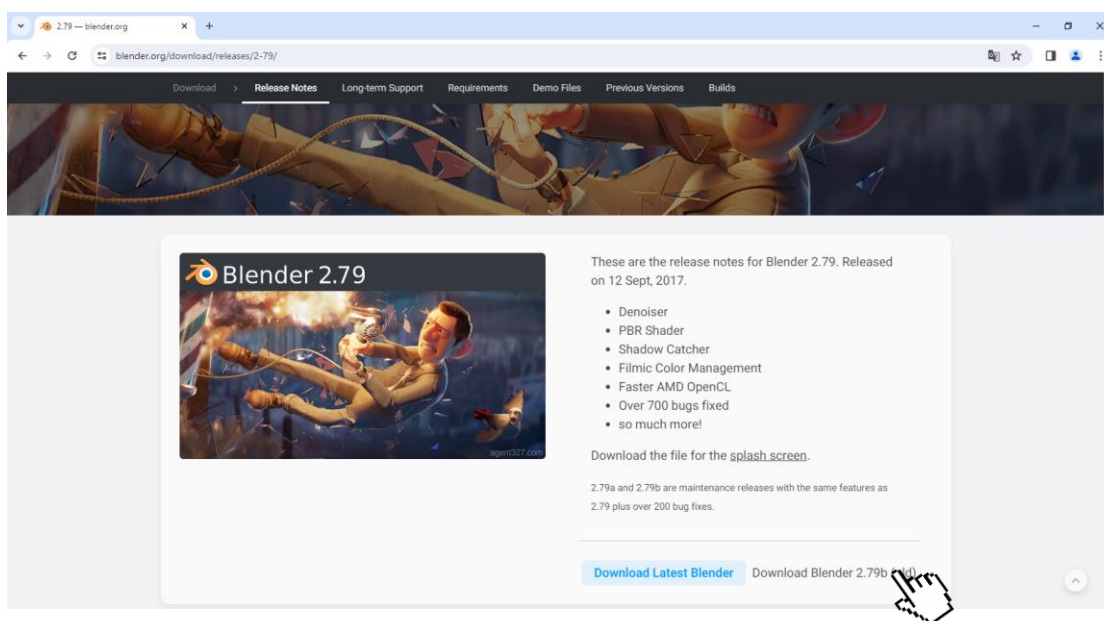 2.79 — blender.org
blender.org/download/releases/2-79/
Download > Release Notes Long-term Support Requirements Demo Files Previous Versions Builds
Blender 2.79
agent327.com
These are the release notes for Blender 2.79. Released
on 12 Sept, 2017.
• Denoiser
• PBR Shader
• Shadow Catcher
• Filmic Color Management
• Faster AMD OpenCL
• Over 700 bugs fixed
• so much more!
Download the file for the splash screen.
2.79a and 2.79b are maintenance releases with the same features as
2.79 plus over 200 bug fixes.
Download Latest Blender Download Blender 2.79b